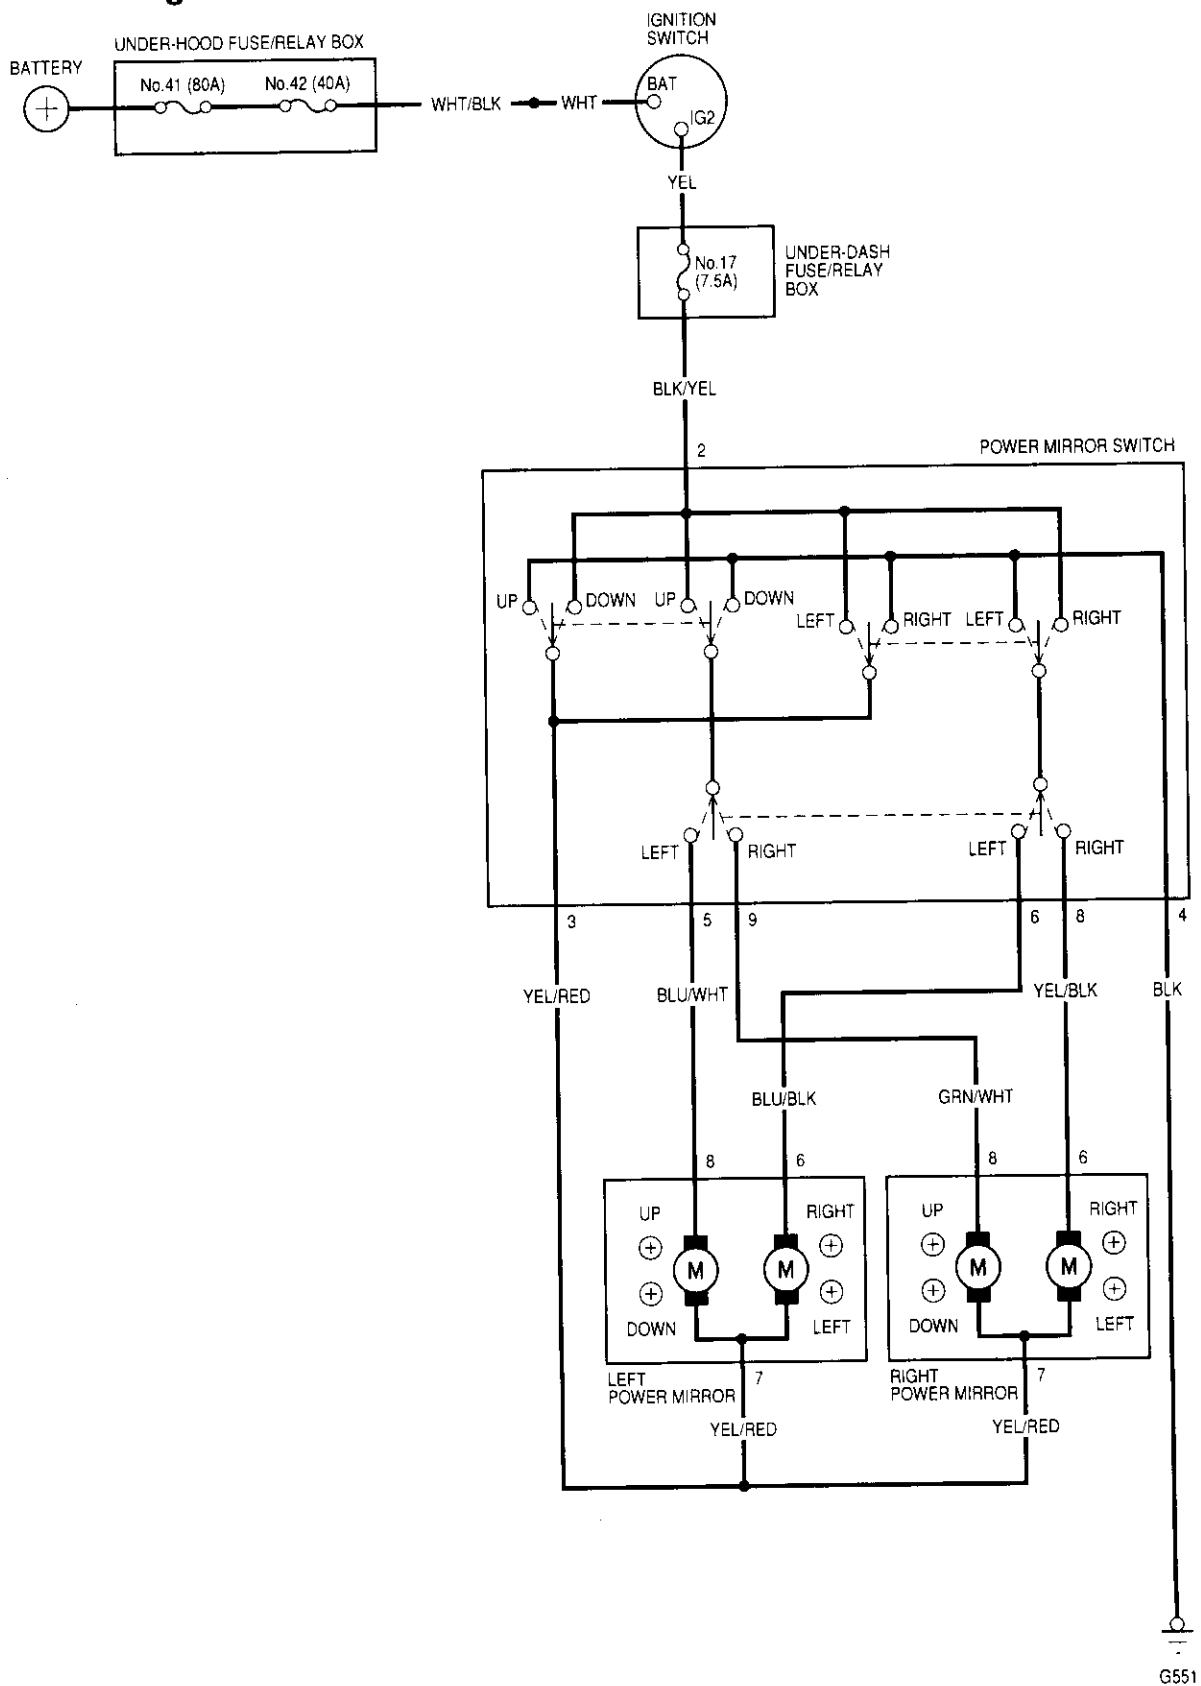 IGNITION
SWITCH
UNDER-HOOD FUSE/RELAY BOX
BATTERY
No.41 (80A) No.42 (40A)
BAT
WHT/BLK WHT
IG2
YEL
No.17
(7.5A)
UNDER-DASH
FUSE/RELAY
BOX
BLK/YEL
2
POWER MIRROR SWITCH
UP DOWN UP DOWN
LEFT RIGHT LEFT RIGHT
LEFT RIGHT LEFT RIGHT
3 5 9 6 8 4
YEL/RED BLU/WHT YEL/BLK BLK
BLU/BLK GRN/WHT
8 6 8 6
UP RIGHT UP RIGHT
M M M M
DOWN LEFT DOWN LEFT
LEFT
POWER MIRROR
7
RIGHT
POWER MIRROR
7
YEL/RED YEL/RED
G551